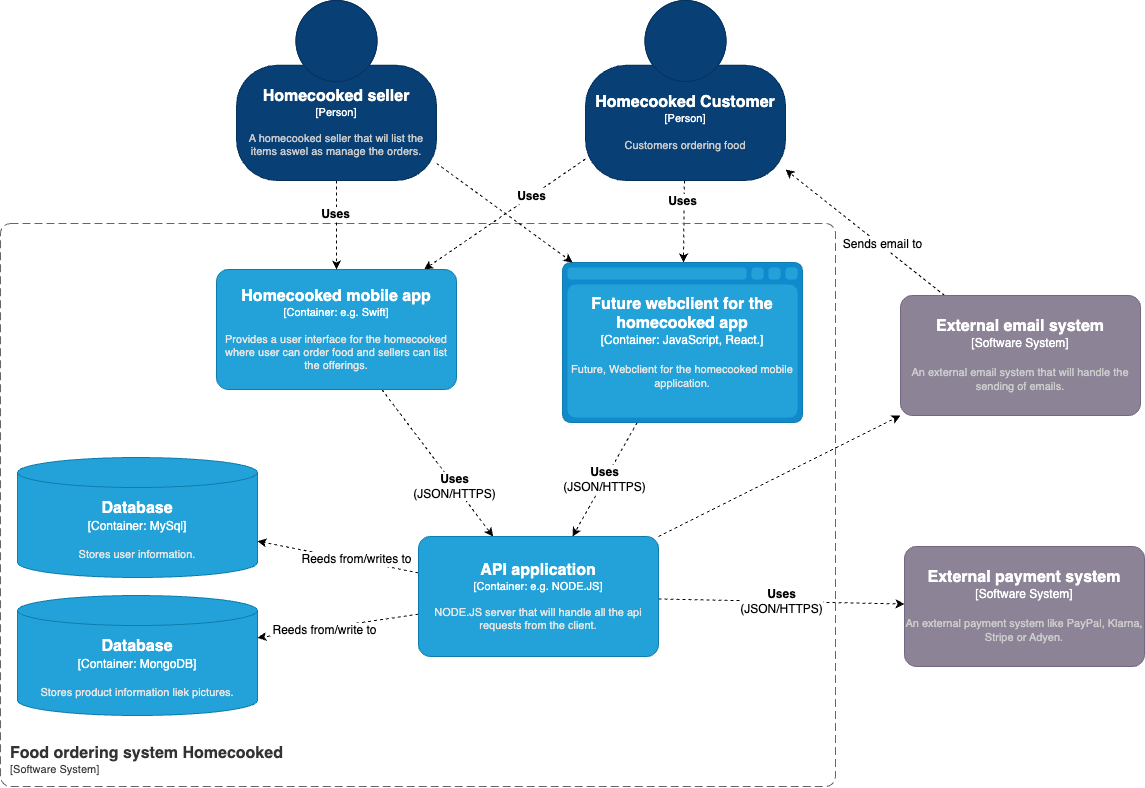 Homecooked seller
[Person]
A homecooked seller that wil list the
items aswel as manage the orders.
Homecooked Customer
[Person]
Customers ordering food
Uses
Uses
Uses
Sends email to
Homecooked mobile app
[Container: e.g. Swift]
Provides a user interface for the homecooked
where user can order food and sellers can list
the offerings.
Future webclient for the
homecooked app
[Container: JavaScript, React.]
Future, Webclient for the homecooked mobile
application.
External email system
[Software System]
An external email system that will handle the
sending of emails.
Uses
(JSON/HTTPS)
Uses
(JSON/HTTPS)
Database
[Container: MySql]
Stores user information.
Reeds from/writes to
API application
[Container: e.g. NODE.JS]
NODE.JS server that will handle all the api
requests from the client.
Uses
(JSON/HTTPS)
External payment system
[Software System]
An external payment system like PayPal, Klarna,
Stripe or Adyen.
Reeds from/write to
Database
[Container: MongoDB]
Stores product information liek pictures.
Food ordering system Homecooked
[Software System]